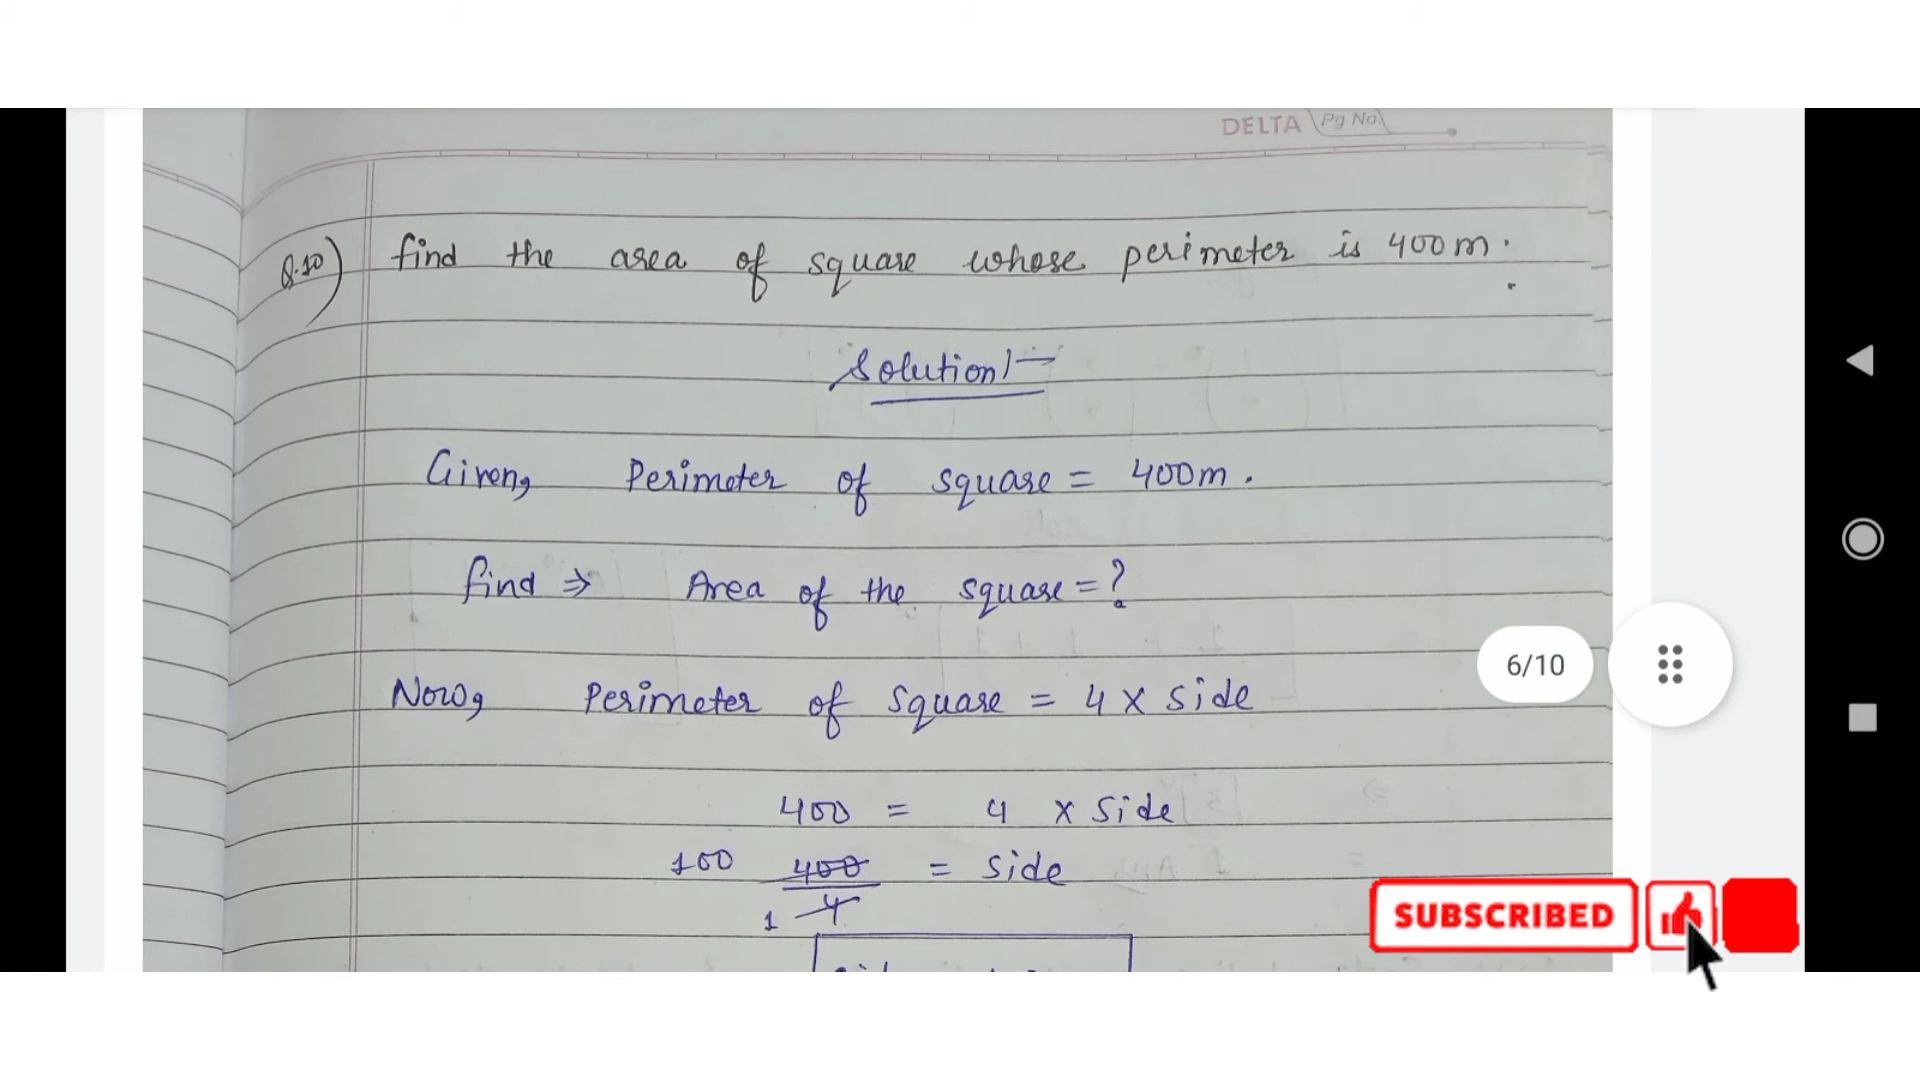 DELTA Pg No.
Q.10) find the area of square whose perimeter is 400m.
Solution:-
Given, Perimeter of square = 400m.
find ⇒ Area of the square = ?
Now, Perimeter of square = 4 x side
6/10
400 = 4 x side
100 400 = side
1 4
SUBSCRIBED